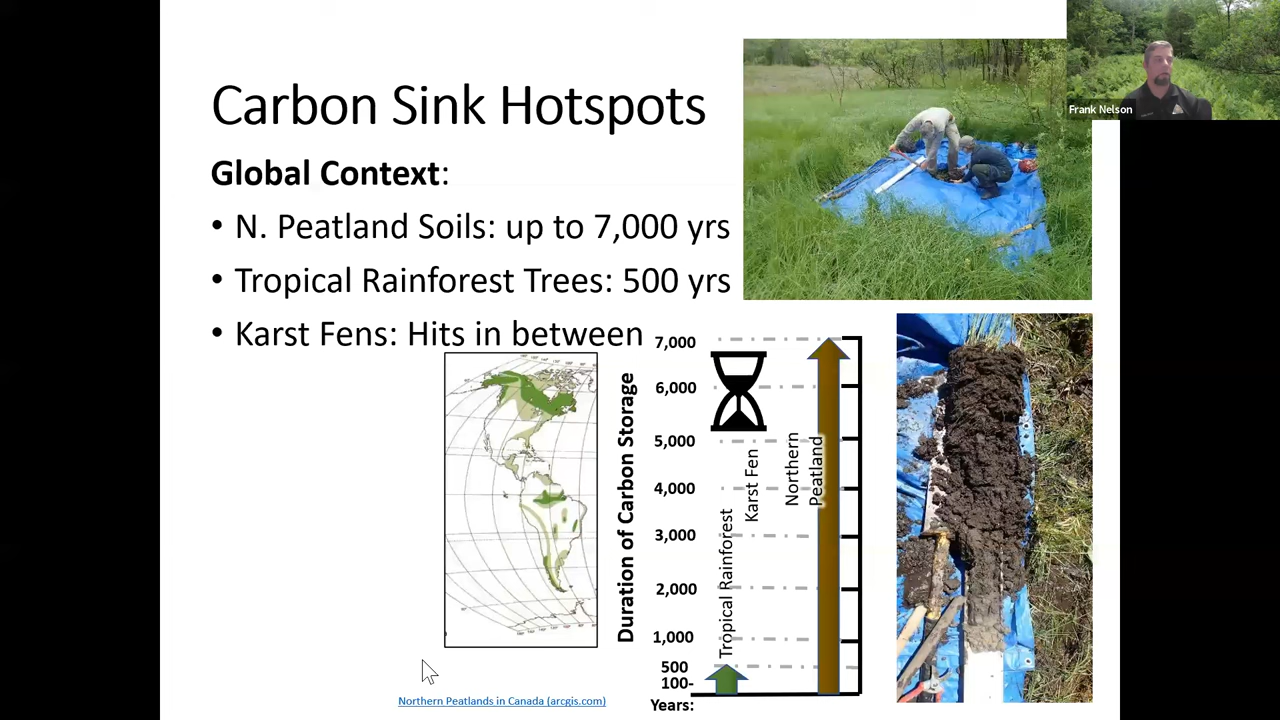 Carbon Sink Hotspots
Frank Nelson
Global Context:
• N. Peatland Soils: up to 7,000 yrs
• Tropical Rainforest Trees: 500 yrs
• Karst Fens: Hits in between
Duration of Carbon Storage
7,000
6,000
5,000
4,000
3,000
2,000
1,000
500
100-
Years:
Tropical Rainforest
Karst Fen
Northern
Peatland
Northern Peatlands in Canada (arcgis.com)